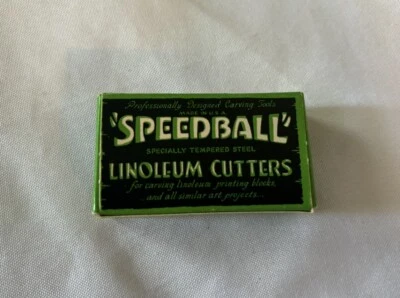 Professionally Designed Carving Tools
MADE IN U.S.A.
"SPEEDBALL"
SPECIALLY TEMPERED STEEL
LINOLEUM CUTTERS
for carving linoleum printing blocks
...and all similar art projects...